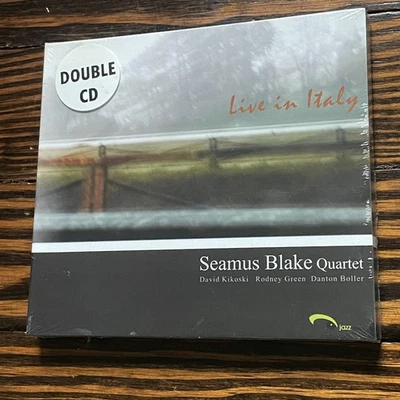 DOUBLE
CD
Live in Italy
Seamus Blake Quartet
David Kikoski Rodney Green Danton Boller
jazz